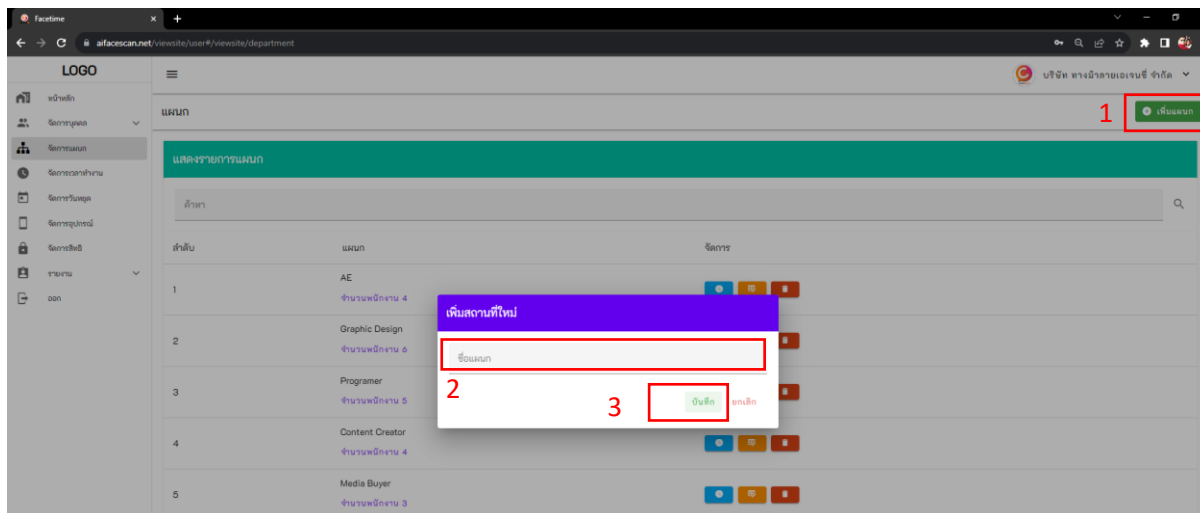 Facetime
aifacescan.net/viewsite/user#/viewsite/department
LOGO
บริษัท ทางม้าลายเอเจนซี่ จำกัด
หน้าหลัก
จัดการบุคคล
จัดการแผนก
จัดการเวลาทำงาน
จัดการวันหยุด
จัดการอุปกรณ์
จัดการสิทธิ
รายงาน
ออก
แผนก
1
เพิ่มแผนก
แสดงรายการแผนก
ค้นหา
ลำดับ แผนก จัดการ
1 AE
จำนวนพนักงาน 4
2 Graphic Design
จำนวนพนักงาน 6
3 Programer
จำนวนพนักงาน 5
4 Content Creator
จำนวนพนักงาน 4
5 Media Buyer
จำนวนพนักงาน 3
เพิ่มสถานที่ใหม่
ชื่อแผนก
2
3
บันทึก ยกเลิก